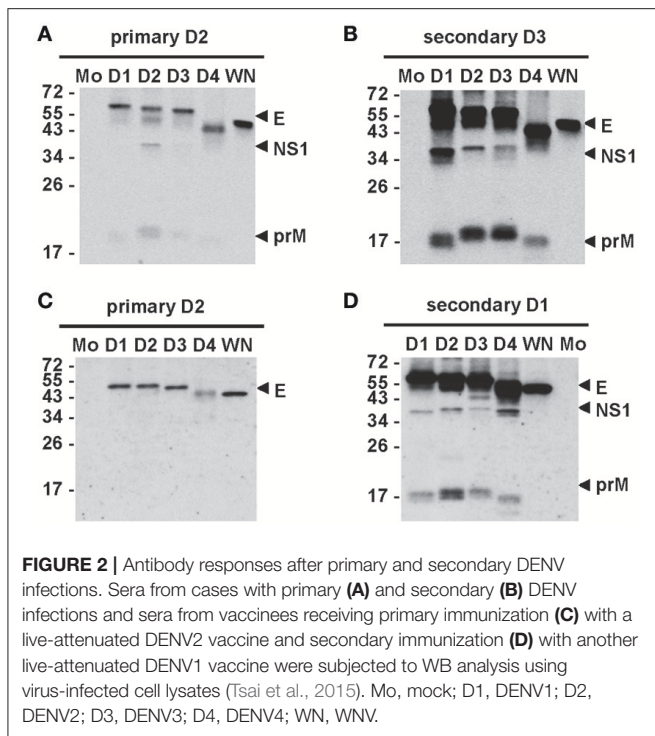 A
primary D2
Mo D1 D2 D3 D4 WN
72 -
55 -
43 -
34 -
26 -
17 -
E
NS1
prM
B
secondary D3
Mo D1 D2 D3 D4 WN
72 -
55 -
43 -
34 -
26 -
17 -
E
NS1
prM
C
primary D2
Mo D1 D2 D3 D4 WN
72 -
55 -
43 -
34 -
26 -
17 -
E
D
secondary D1
D1 D2 D3 D4 WN Mo
72 -
55 -
43 -
34 -
26 -
17 -
E
NS1
prM
FIGURE 2 | Antibody responses after primary and secondary DENV
infections. Sera from cases with primary (A) and secondary (B) DENV
infections and sera from vaccinees receiving primary immunization (C) with a
live-attenuated DENV2 vaccine and secondary immunization (D) with another
live-attenuated DENV1 vaccine were subjected to WB analysis using
virus-infected cell lysates (Tsai et al., 2015). Mo, mock; D1, DENV1; D2,
DENV2; D3, DENV3; D4, DENV4; WN, WNV.